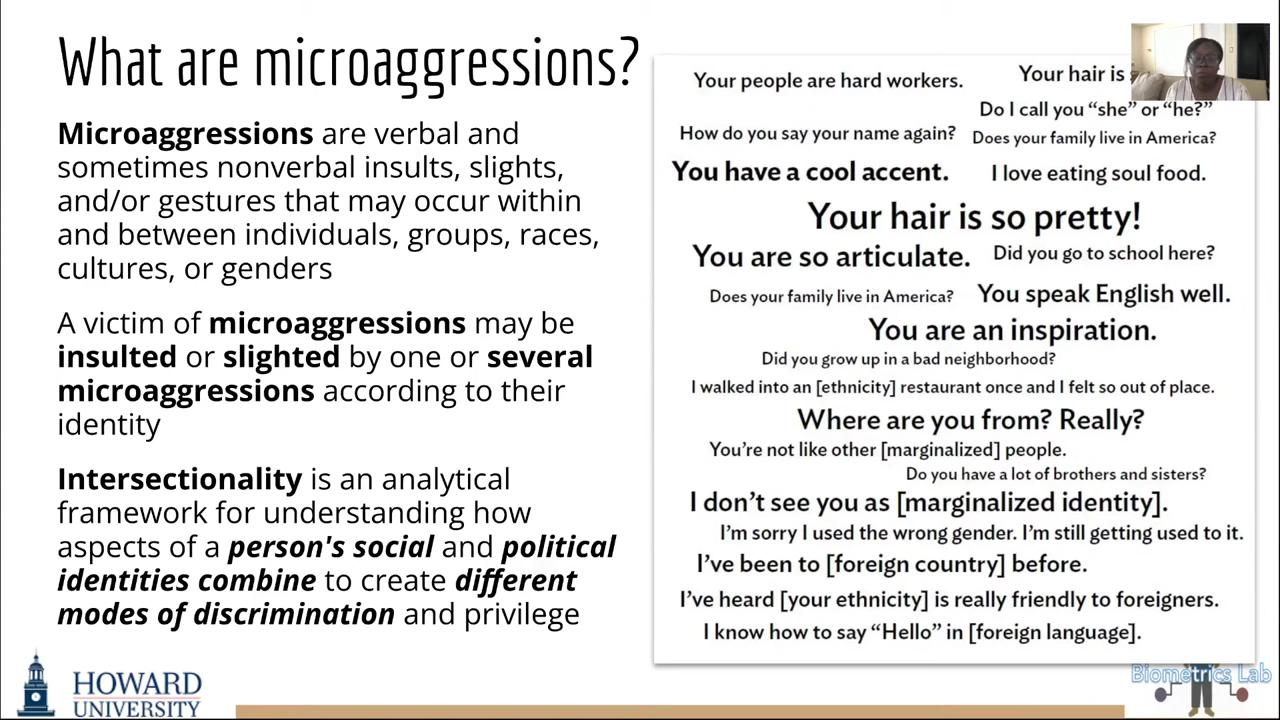 What are microaggressions?
Microaggressions are verbal and
sometimes nonverbal insults, slights,
and/or gestures that may occur within
and between individuals, groups, races,
cultures, or genders
A victim of microaggressions may be
insulted or slighted by one or several
microaggressions according to their
identity
Intersectionality is an analytical
framework for understanding how
aspects of a person's social and political
identities combine to create different
modes of discrimination and privilege
Your people are hard workers.
Your hair is
Do I call you “she” or “he?”
How do you say your name again?
Does your family live in America?
You have a cool accent.
I love eating soul food.
Your hair is so pretty!
You are so articulate.
Did you go to school here?
Does your family live in America?
You speak English well.
You are an inspiration.
Did you grow up in a bad neighborhood?
I walked into an [ethnicity] restaurant once and I felt so out of place.
Where are you from? Really?
You’re not like other [marginalized] people.
Do you have a lot of brothers and sisters?
I don’t see you as [marginalized identity].
I’m sorry I used the wrong gender. I’m still getting used to it.
I’ve been to [foreign country] before.
I’ve heard [your ethnicity] is really friendly to foreigners.
I know how to say “Hello” in [foreign language].
HOWARD
UNIVERSITY
Biometrics Lab